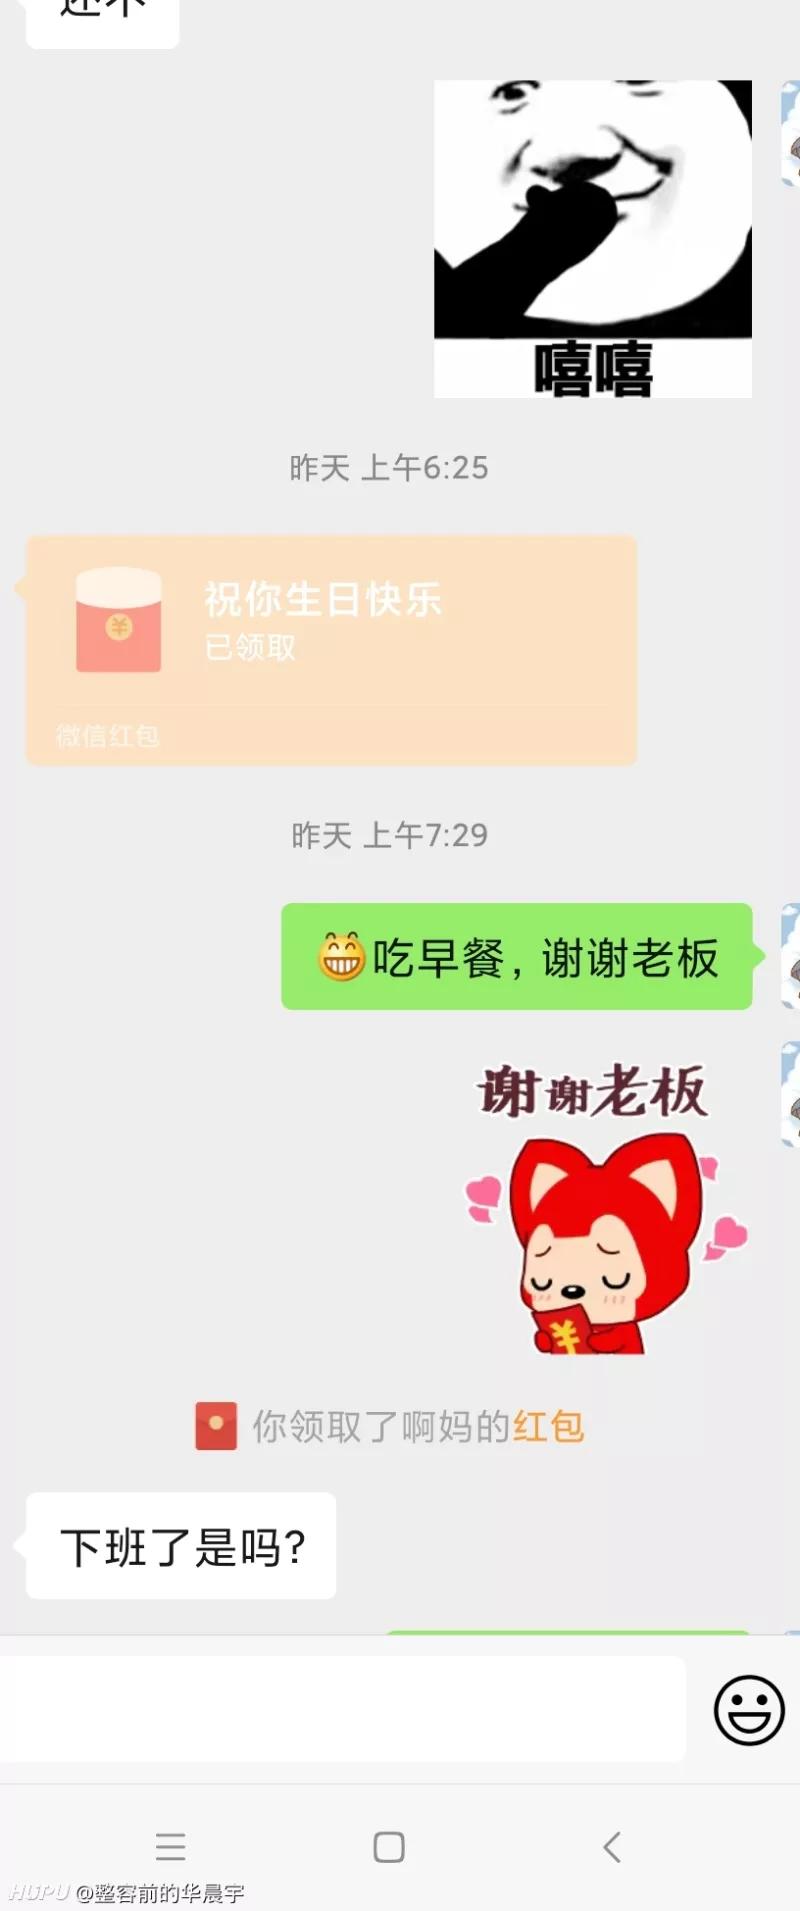 还不
嘻嘻
昨天 上午6:25
祝你生日快乐
已领取
微信红包
昨天 上午7:29
吃早餐，谢谢老板
谢谢老板
你领取了啊妈的红包
下班了是吗?
HUPU @整容前的华晨宇